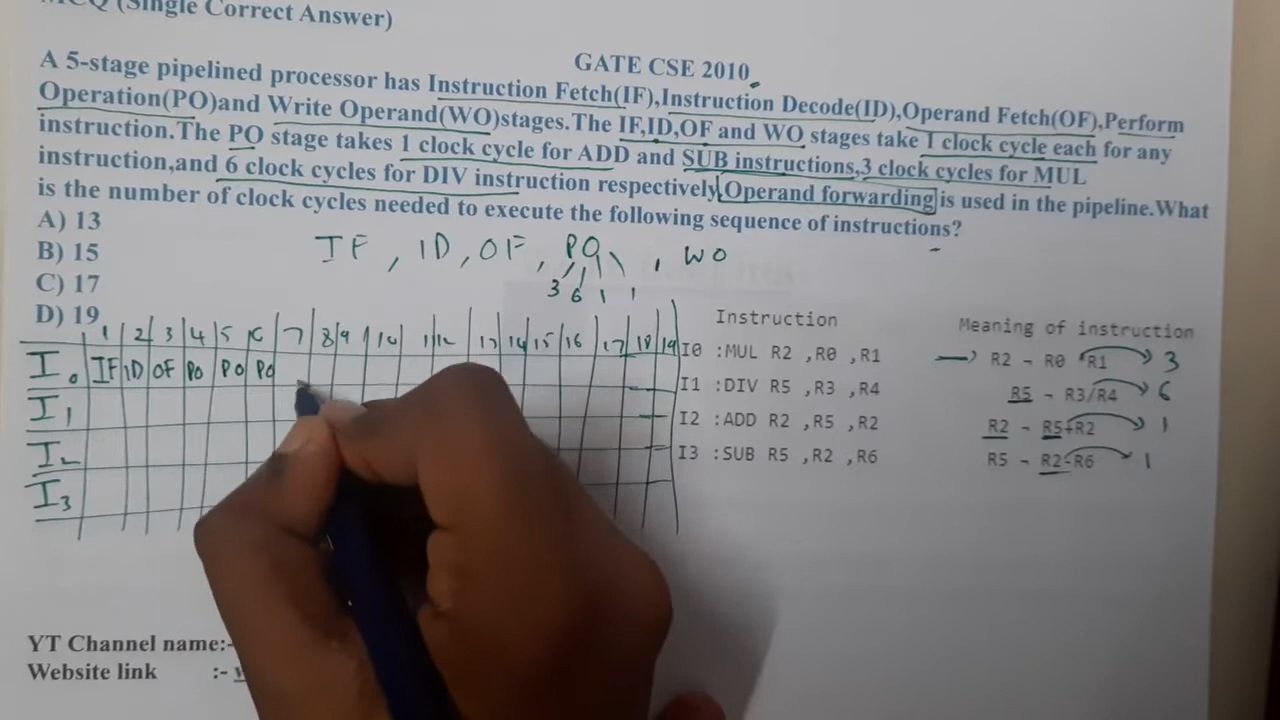 (Single Correct Answer)
GATE CSE 2010
A 5-stage pipelined processor has Instruction Fetch(IF),Instruction Decode(ID),Operand Fetch(OF),Perform
Operation(PO)and Write Operand(WO)stages.The IF,ID,OF and WO stages take 1 clock cycle each for any
instruction.The PO stage takes 1 clock cycle for ADD and SUB instructions,3 clock cycles for MUL
instruction,and 6 clock cycles for DIV instruction respectively.Operand forwarding is used in the pipeline.What
is the number of clock cycles needed to execute the following sequence of instructions?
A) 13
B) 15
C) 17
D) 19
IF , ID , OF , PO , WO
3 6 1 1
1 2 3 4 5 6 7 8 9 10 11 12 13 14 15 16 17 18 19
I0 IF ID OF PO PO PO
I1
I2
I3
Instruction Meaning of instruction
I0 :MUL R2 ,R0 ,R1 R2 - R0 *R1 3
I1 :DIV R5 ,R3 ,R4 R5 - R3/R4 6
I2 :ADD R2 ,R5 ,R2 R2 - R5+R2 1
I3 :SUB R5 ,R2 ,R6 R5 - R2-R6 1
YT Channel name:-
Website link :-